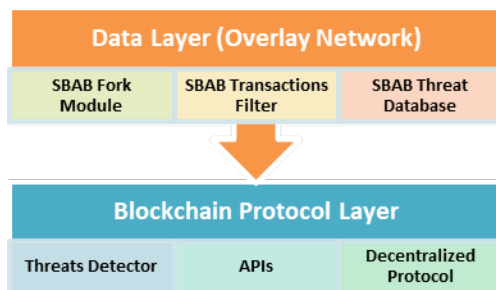 Data Layer (Overlay Network)
SBAB Fork
Module
SBAB Transactions
Filter
SBAB Threat
Database
Blockchain Protocol Layer
Threats Detector
APIs
Decentralized
Protocol